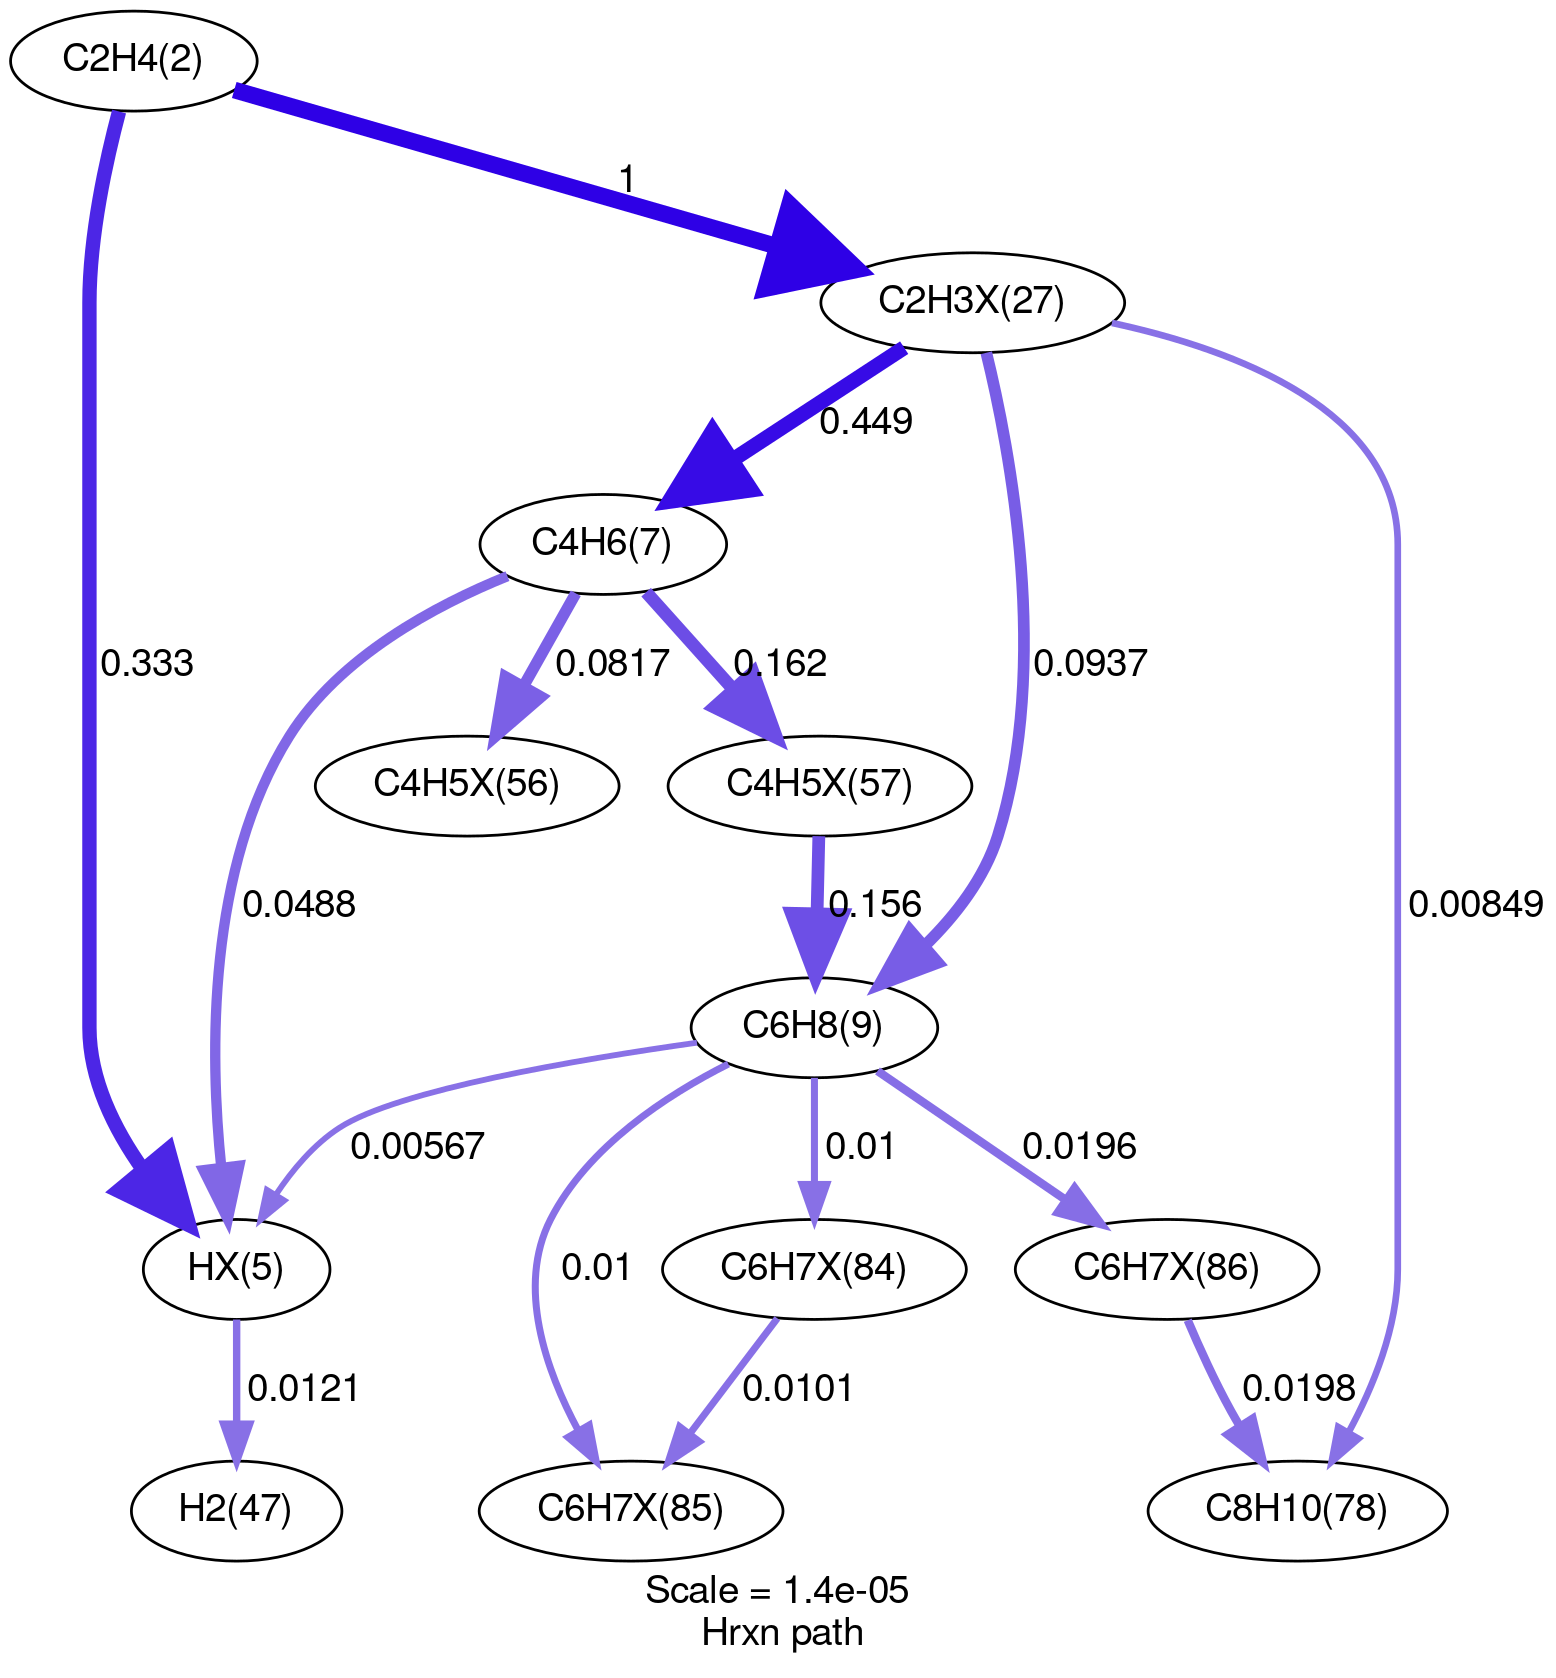 C2H4(2)
1
C2H3X(27)
0.449
C4H6(7)
0.333
0.0817
0.162
0.0937
C4H5X(56)
C4H5X(57)
0.0488
0.156
0.00849
C6H8(9)
0.00567
0.01
0.0196
HX(5)
0.01
C6H7X(84)
C6H7X(86)
0.0121
0.0101
0.0198
H2(47)
C6H7X(85)
C8H10(78)
Scale = 1.4e-05
Hrxn path